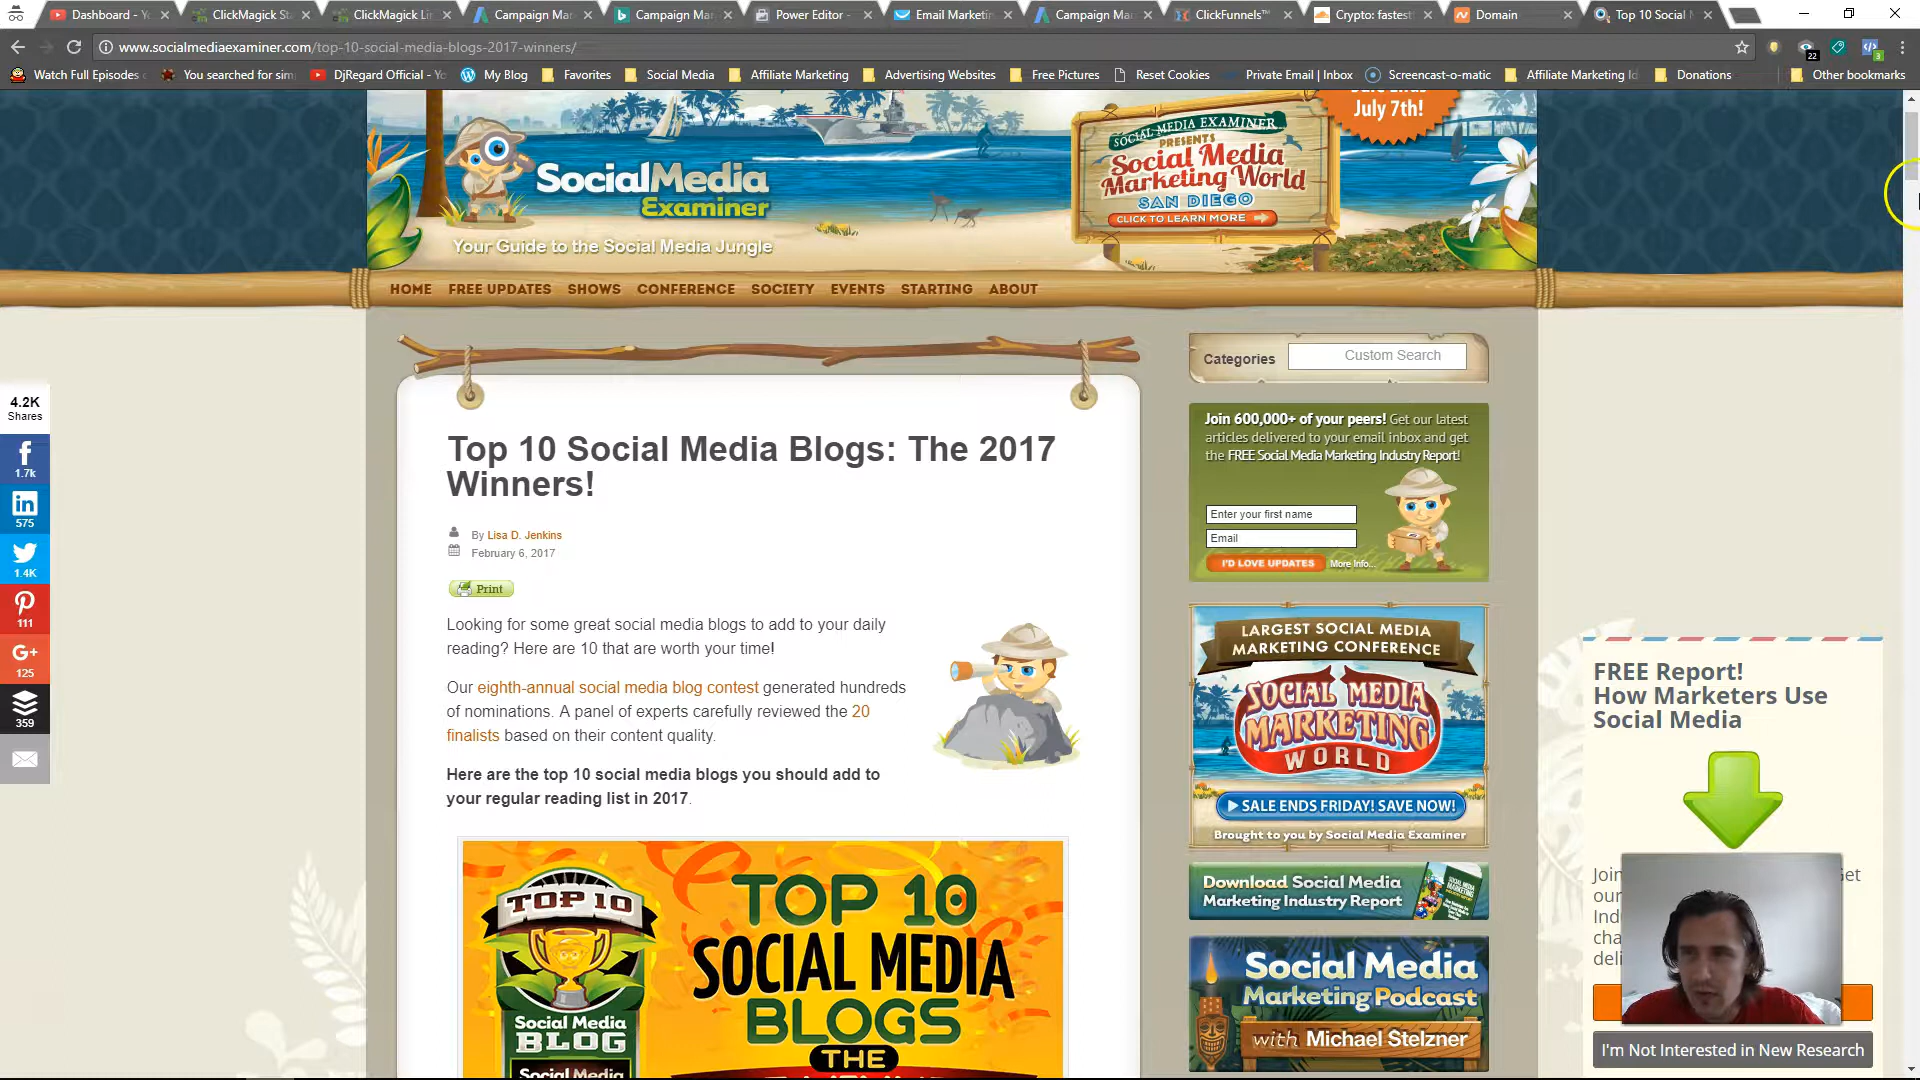 Dashboard - Y
ClickMagick St
ClickMagick Li
Campaign Ma
Campaign Ma
Power Editor -
Email Marketi
Campaign Ma
ClickFunnels™
Crypto: fastest
Domain
Top 10 Social
www.socialmediaexaminer.com/top-10-social-media-blogs-2017-winners/
22
3
Watch Full Episodes
You searched for sim
DjRegard Official - Yo
My Blog
Favorites
Social Media
Affiliate Marketing
Advertising Websites
Free Pictures
Reset Cookies
Private Email | Inbox
Screencast-o-matic
Affiliate Marketing Id
Donations
Other bookmarks
July 7th!
SOCIAL MEDIA EXAMINER
PRESENTS
Social Media
Marketing World
SAN DIEGO
CLICK TO LEARN MORE
SocialMedia
Examiner
Your Guide to the Social Media Jungle
HOME
FREE UPDATES
SHOWS
CONFERENCE
SOCIETY
EVENTS
STARTING
ABOUT
4.2K
Shares
1.7k
575
1.4K
111
G+
125
359
Top 10 Social Media Blogs: The 2017
Winners!
By Lisa D. Jenkins
February 6, 2017
Print
Looking for some great social media blogs to add to your daily
reading? Here are 10 that are worth your time!
Our eighth-annual social media blog contest generated hundreds
of nominations. A panel of experts carefully reviewed the 20
finalists based on their content quality.
Here are the top 10 social media blogs you should add to
your regular reading list in 2017.
TOP 10
Social Media
BLOG
Social Media
TOP 10
SOCIAL MEDIA
BLOGS
THE
Categories
Custom Search
Join 600,000+ of your peers! Get our latest
articles delivered to your email inbox and get
the FREE Social Media Marketing Industry Report!
Enter your first name
Email
I'D LOVE UPDATES
More Info...
LARGEST SOCIAL MEDIA
MARKETING CONFERENCE
SOCIAL MEDIA
MARKETING
WORLD
SALE ENDS FRIDAY! SAVE NOW!
Brought to you by Social Media Examiner
Download Social Media
Marketing Industry Report
Social Media
Marketing Podcast
with Michael Stelzner
FREE Report!
How Marketers Use
Social Media
Join
Get
our
Ind
cha
deli
I'm Not Interested in New Research